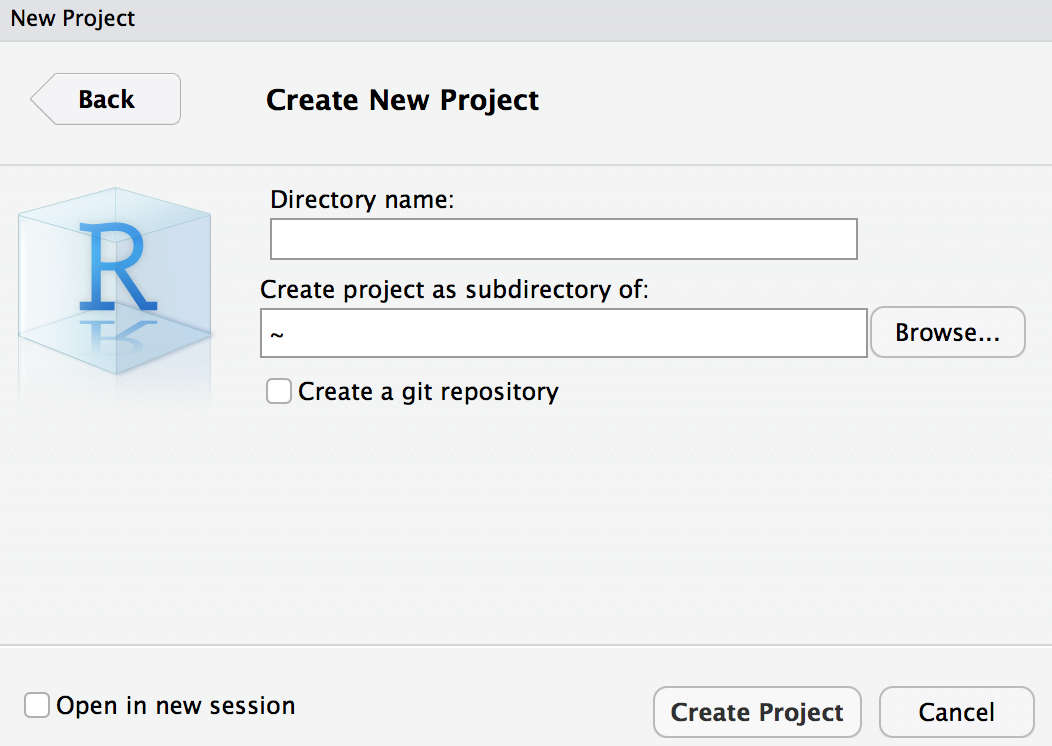 New Project
Back
Create New Project
R
Directory name:
Create project as subdirectory of:
~
Browse...
Create a git repository
Open in new session
Create Project
Cancel